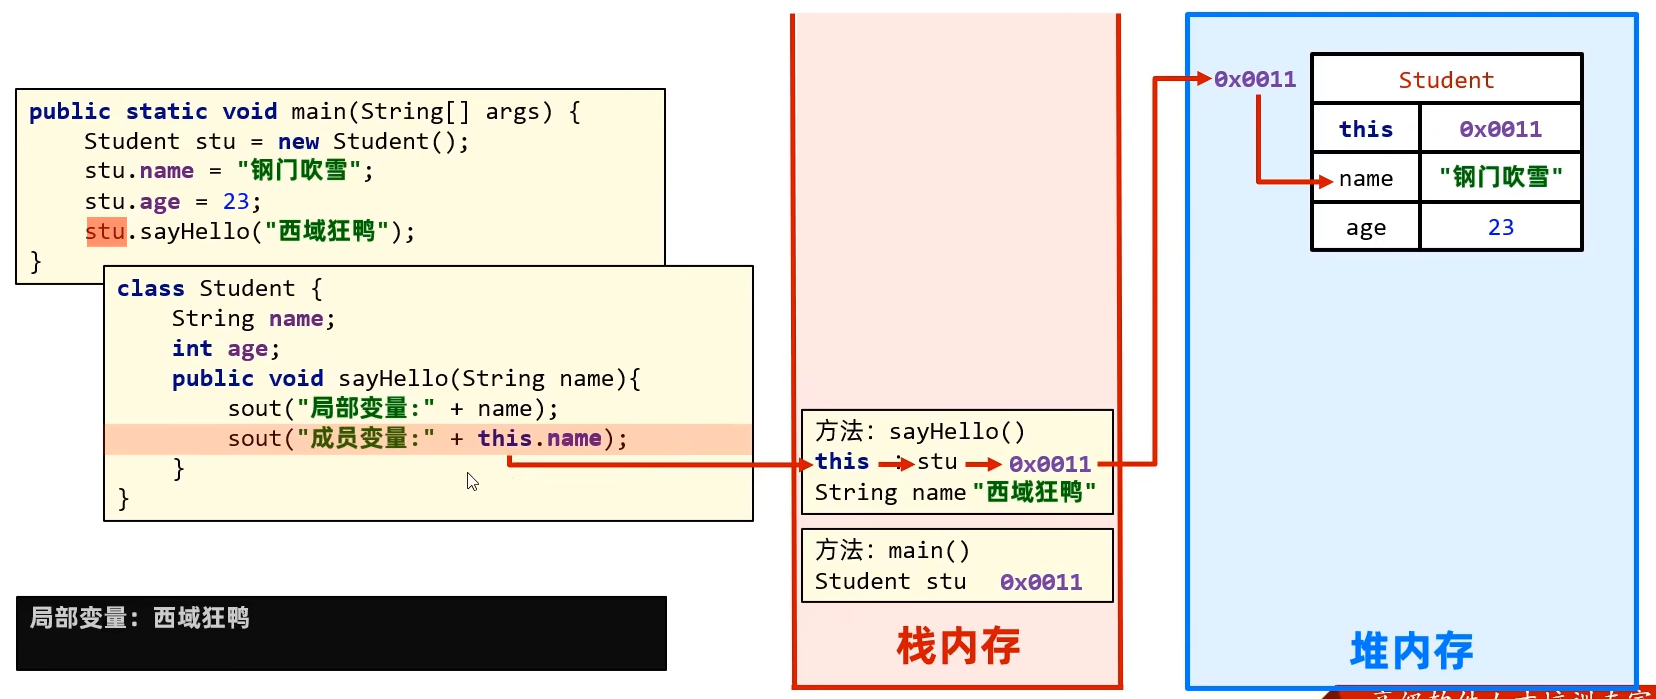 public static void main(String[] args) {
Student stu = new Student();
stu.name = "钢门吹雪";
stu.age = 23;
stu.sayHello("西域狂鸭");
}
class Student {
String name;
int age;
public void sayHello(String name){
sout("局部变量:" + name);
sout("成员变量:" + this.name);
}
}
局部变量：西域狂鸭
方法：sayHello()
this : stu 0x0011
String name "西域狂鸭"
方法：main()
Student stu 0x0011
栈内存
0x0011
Student
this 0x0011
name "钢门吹雪"
age 23
堆内存